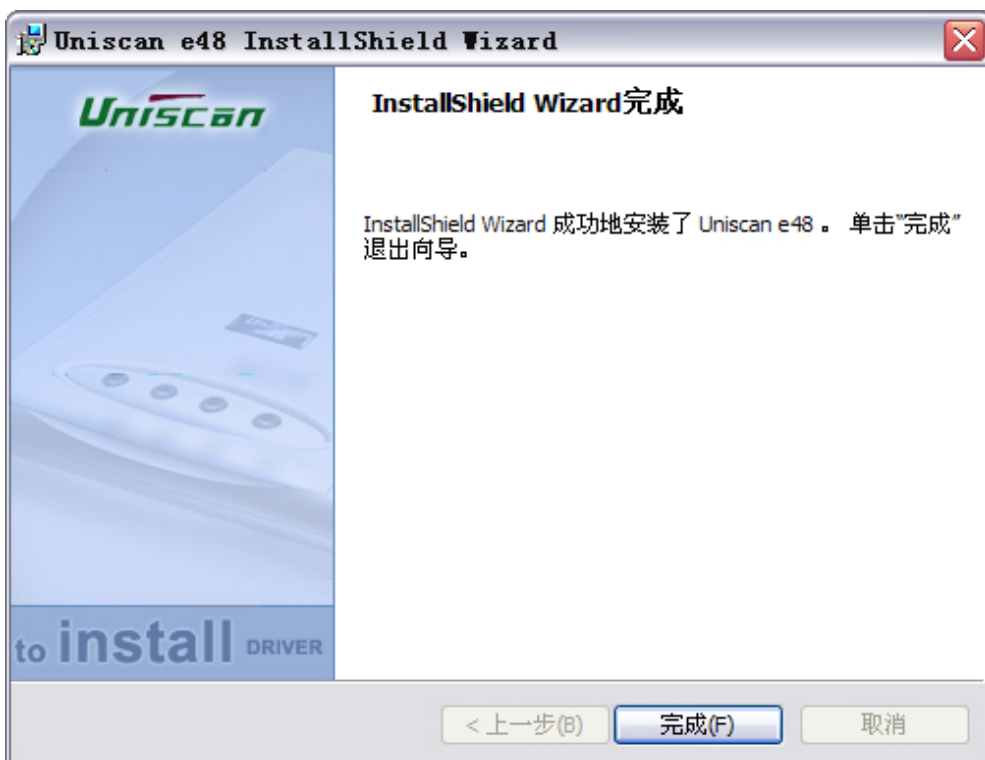 Uniscan e48 InstallShield Wizard
Uniscan
InstallShield Wizard完成
InstallShield Wizard 成功地安装了 Uniscan e48 。 单击"完成"
退出向导。
to install DRIVER
< 上一步(B)
完成(F)
取消